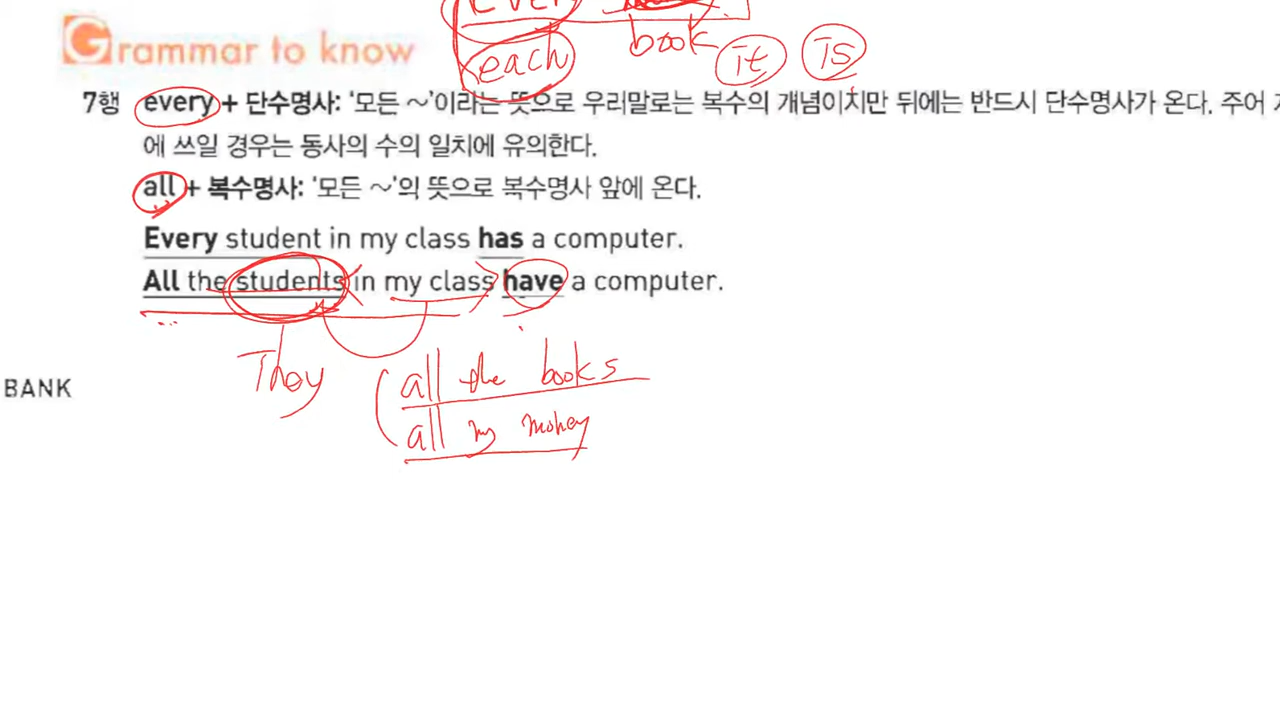 every
book
each
It
Is
Grammar to know
7행 every + 단수명사: '모든 ~'이라는 뜻으로 우리말로는 복수의 개념이지만 뒤에는 반드시 단수명사가 온다. 주어
에 쓰일 경우는 동사의 수의 일치에 유의한다.
all + 복수명사: '모든 ~'의 뜻으로 복수명사 앞에 온다.
Every student in my class has a computer.
All the students in my class have a computer.
They
all the books
BANK
all my money